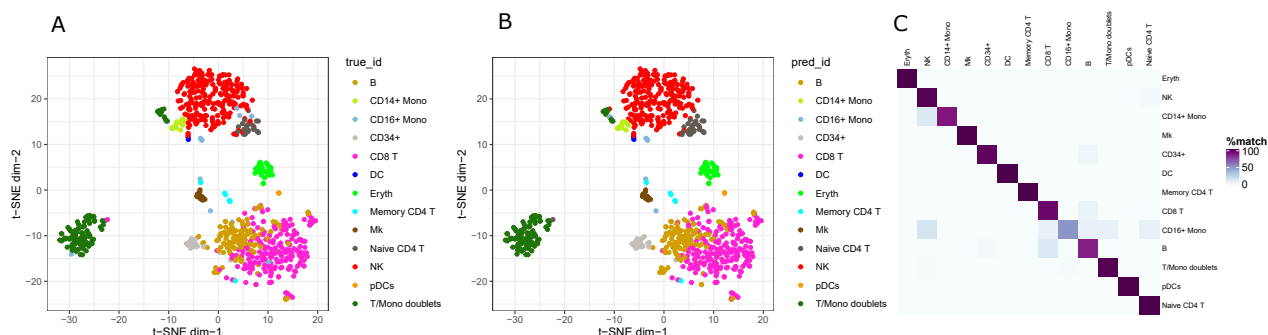 A
t-SNE dim-2
20
10
0
−10
−20
−30
−20
−10
0
10
20
t-SNE dim-1
true_id
B
CD14+ Mono
CD16+ Mono
CD34+
CD8 T
DC
Eryth
Memory CD4 T
Mk
Naive CD4 T
NK
pDCs
T/Mono doublets
B
t-SNE dim-2
20
10
0
−10
−20
−30
−20
−10
0
10
20
t-SNE dim-1
pred_id
B
CD14+ Mono
CD16+ Mono
CD34+
CD8 T
DC
Eryth
Memory CD4 T
Mk
Naive CD4 T
NK
pDCs
T/Mono doublets
C
Eryth
NK
CD14+ Mono
Mk
CD34+
DC
Memory CD4 T
CD8 T
CD16+ Mono
B
T/Mono doublets
pDCs
Naive CD4 T
Eryth
NK
CD14+ Mono
Mk
CD34+
DC
Memory CD4 T
CD8 T
CD16+ Mono
B
T/Mono doublets
pDCs
Naive CD4 T
%match
100
50
0